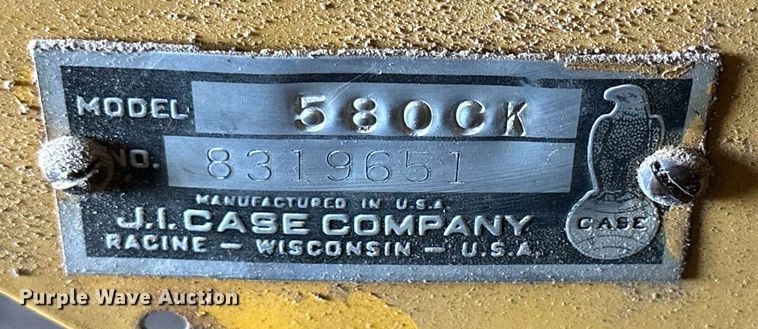 MODEL 580CK
NO. 8319651
MANUFACTURED IN U.S.A.
J.I. CASE COMPANY
RACINE – WISCONSIN – U.S.A.
CASE
Purple Wave Auction